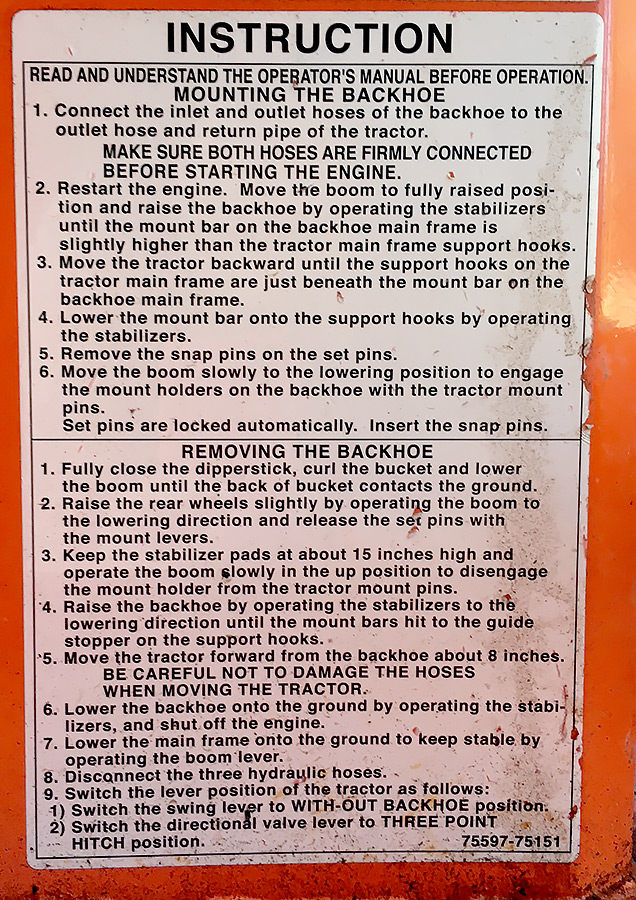 INSTRUCTION
READ AND UNDERSTAND THE OPERATOR'S MANUAL BEFORE OPERATION.
MOUNTING THE BACKHOE
1. Connect the inlet and outlet hoses of the backhoe to the
outlet hose and return pipe of the tractor.
MAKE SURE BOTH HOSES ARE FIRMLY CONNECTED
BEFORE STARTING THE ENGINE.
2. Restart the engine. Move the boom to fully raised posi-
tion and raise the backhoe by operating the stabilizers
until the mount bar on the backhoe main frame is
slightly higher than the tractor main frame support hooks.
3. Move the tractor backward until the support hooks on the
tractor main frame are just beneath the mount bar on the
backhoe main frame.
4. Lower the mount bar onto the support hooks by operating
the stabilizers.
5. Remove the snap pins on the set pins.
6. Move the boom slowly to the lowering position to engage
the mount holders on the backhoe with the tractor mount
pins.
Set pins are locked automatically. Insert the snap pins.
REMOVING THE BACKHOE
1. Fully close the dipperstick, curl the bucket and lower
the boom until the back of bucket contacts the ground.
2. Raise the rear wheels slightly by operating the boom to
the lowering direction and release the set pins with
the mount levers.
3. Keep the stabilizer pads at about 15 inches high and
operate the boom slowly in the up position to disengage
the mount holder from the tractor mount pins.
4. Raise the backhoe by operating the stabilizers to the
lowering direction until the mount bars hit to the guide
stopper on the support hooks.
5. Move the tractor forward from the backhoe about 8 inches.
BE CAREFUL NOT TO DAMAGE THE HOSES
WHEN MOVING THE TRACTOR.
6. Lower the backhoe onto the ground by operating the stabi-
lizers, and shut off the engine.
7. Lower the main frame onto the ground to keep stable by
operating the boom lever.
8. Disconnect the three hydraulic hoses.
9. Switch the lever position of the tractor as follows:
1) Switch the swing lever to WITH-OUT BACKHOE position.
2) Switch the directional valve lever to THREE POINT
HITCH position. 75597-75151